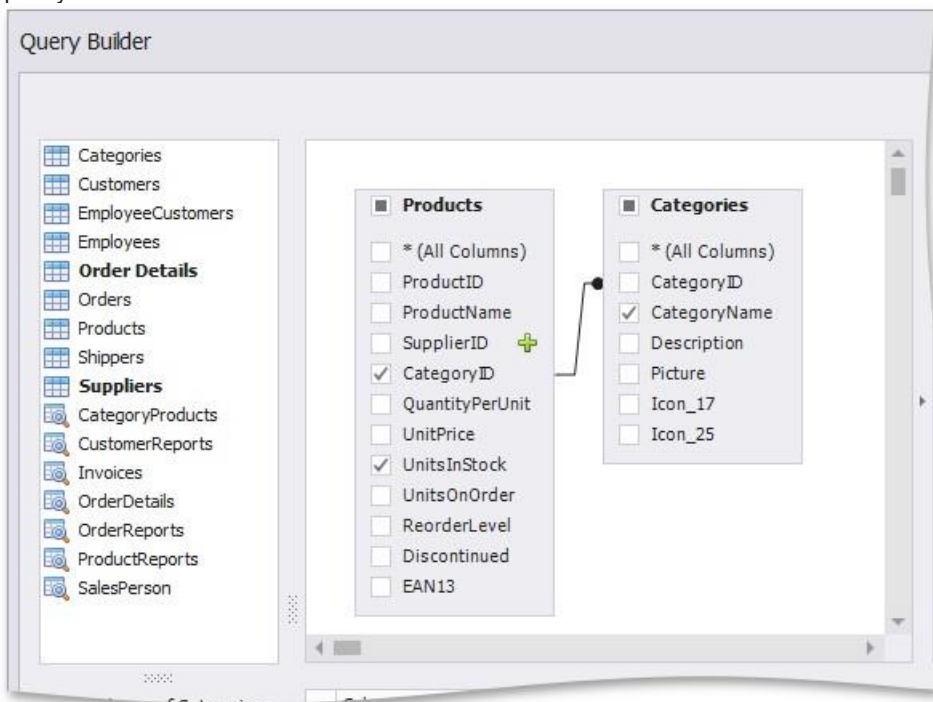 Query Builder
Categories
Customers
EmployeeCustomers
Employees
Order Details
Orders
Products
Shippers
Suppliers
CategoryProducts
CustomerReports
Invoices
OrderDetails
OrderReports
ProductReports
SalesPerson
Products
* (All Columns)
ProductID
ProductName
SupplierID
CategoryID
QuantityPerUnit
UnitPrice
UnitsInStock
UnitsOnOrder
ReorderLevel
Discontinued
EAN13
Categories
* (All Columns)
CategoryID
CategoryName
Description
Picture
Icon_17
Icon_25